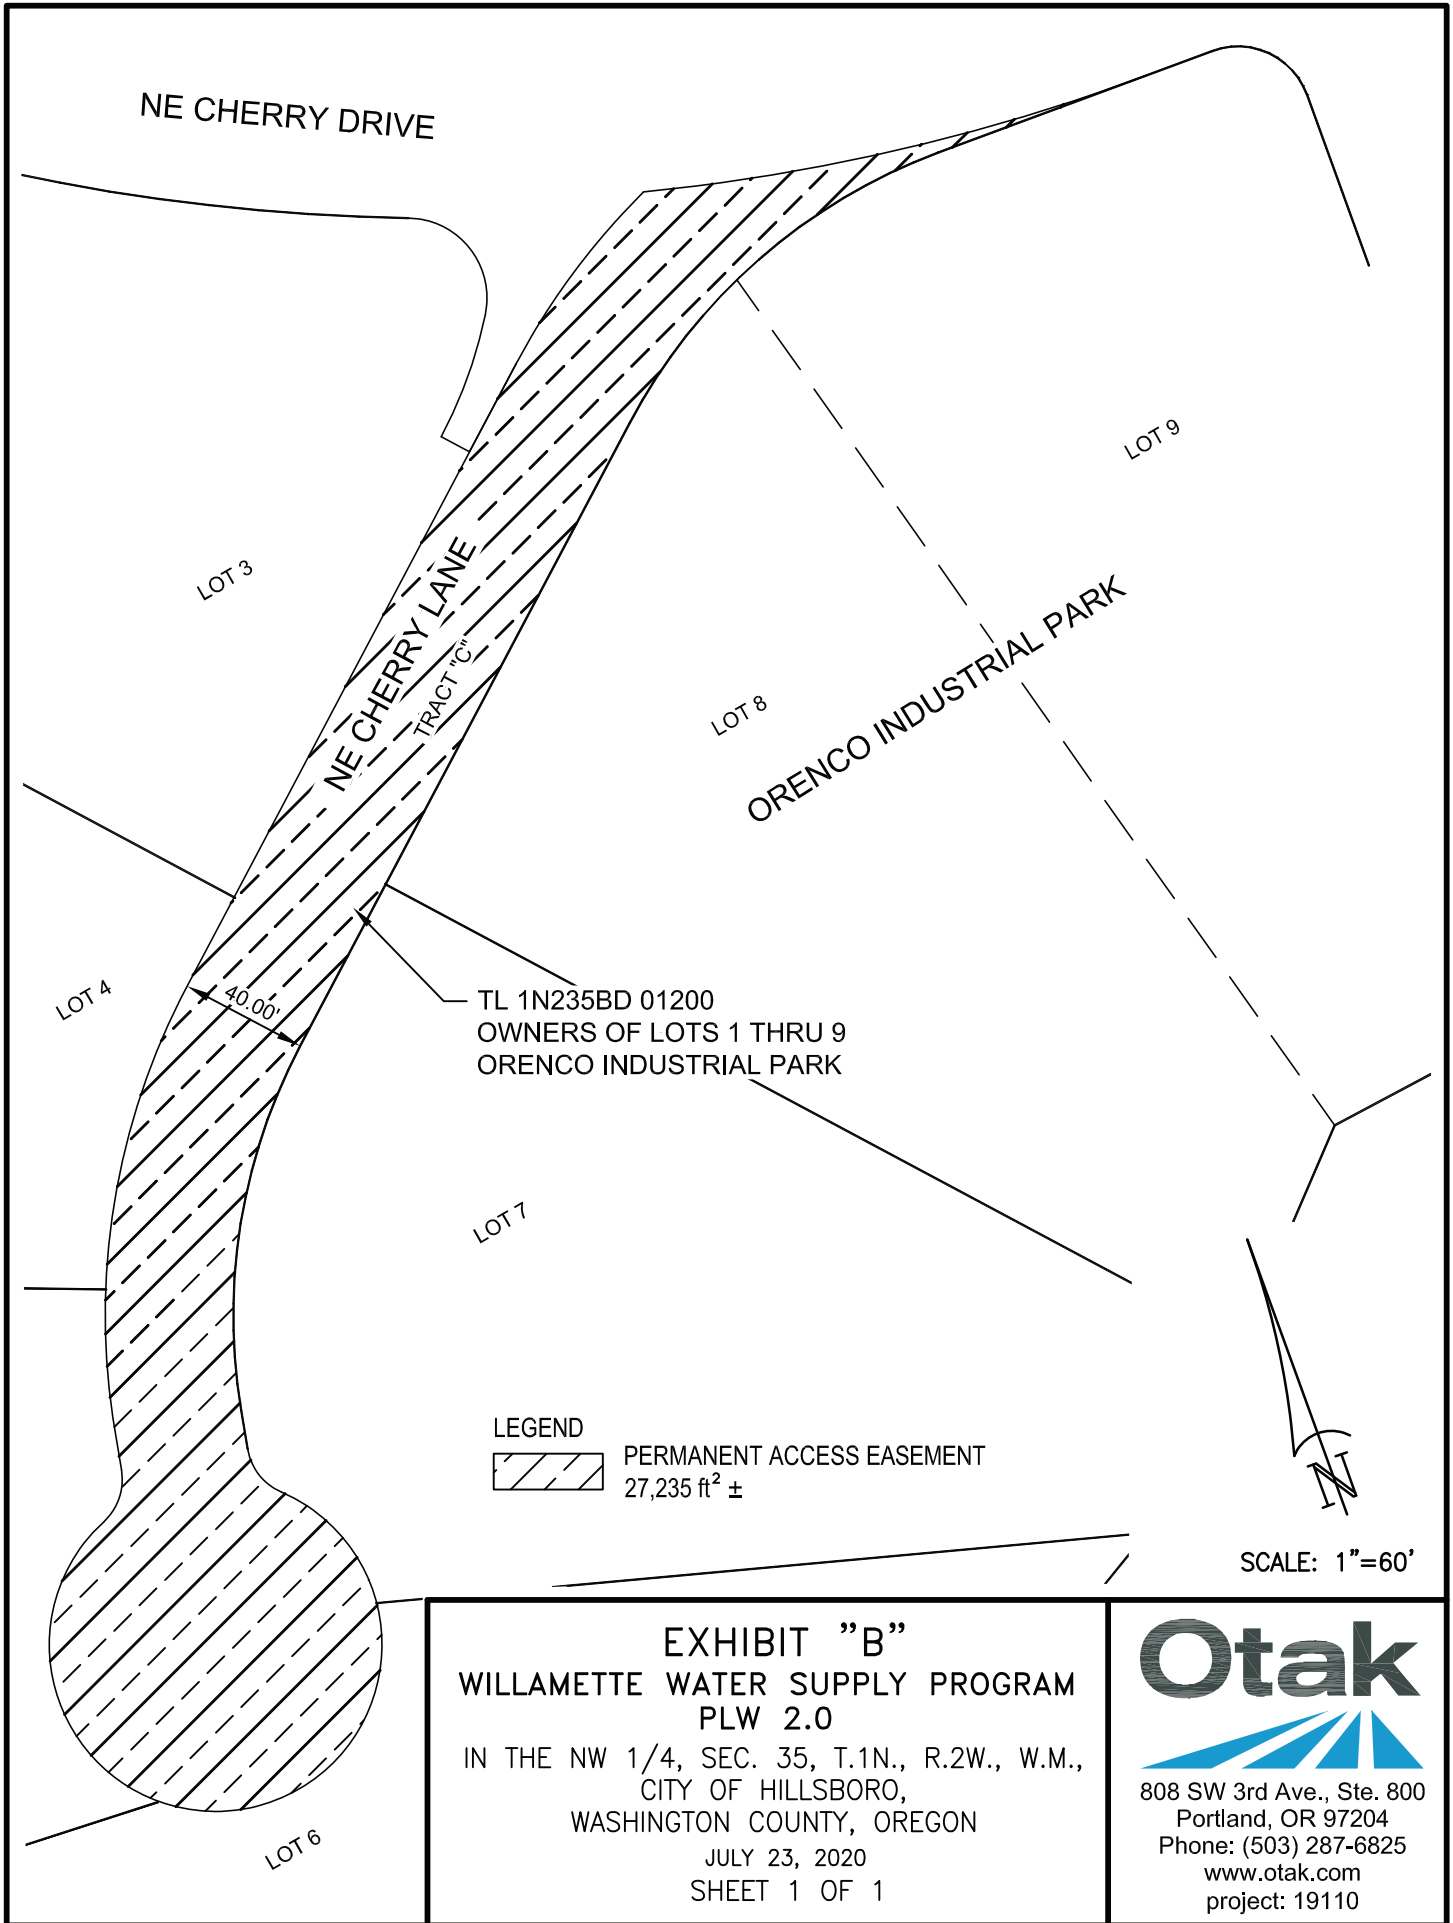 NE CHERRY DRIVE
LOT 9
LOT 3
NE CHERRY LANE
TRACT "C"
LOT 8
ORENCO INDUSTRIAL PARK
LOT 4
40.00'
TL 1N235BD 01200
OWNERS OF LOTS 1 THRU 9
ORENCO INDUSTRIAL PARK
LOT 7
LEGEND
PERMANENT ACCESS EASEMENT
27,235 ft² ±
N
SCALE: 1"=60'
LOT 6
EXHIBIT "B"
WILLAMETTE WATER SUPPLY PROGRAM
PLW 2.0
IN THE NW 1/4, SEC. 35, T.1N., R.2W., W.M.,
CITY OF HILLSBORO,
WASHINGTON COUNTY, OREGON
JULY 23, 2020
SHEET 1 OF 1
Otak
808 SW 3rd Ave., Ste. 800
Portland, OR 97204
Phone: (503) 287-6825
www.otak.com
project: 19110